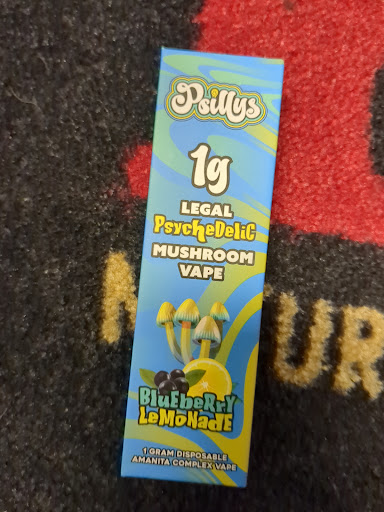 Psillys
1g
LEGAL
PSycheDeliC
MUSHROOM
VAPE
BLuEbeRRY
LeMoNadE
1 GRAM DISPOSABLE
AMANITA COMPLEX VAPE